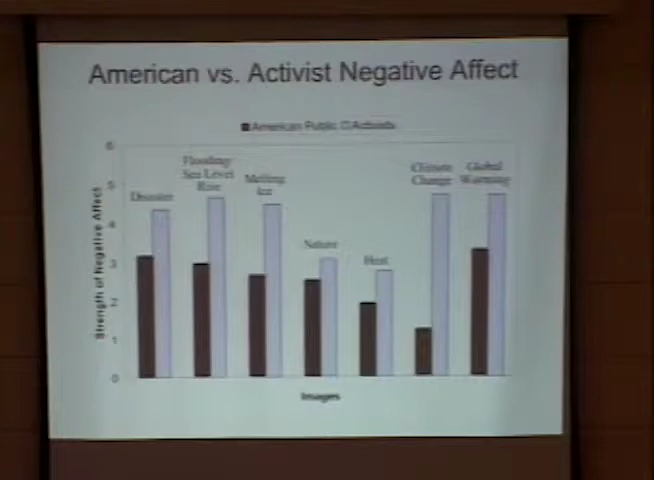 American vs. Activist Negative Affect
American Public Activists
6
5
4
3
2
1
0
Strength of Negative Affect
Disaster
Flooding/
Sea Level
Rise
Melting
Ice
Nature
Heat
Climate
Change
Global
Warming
Images